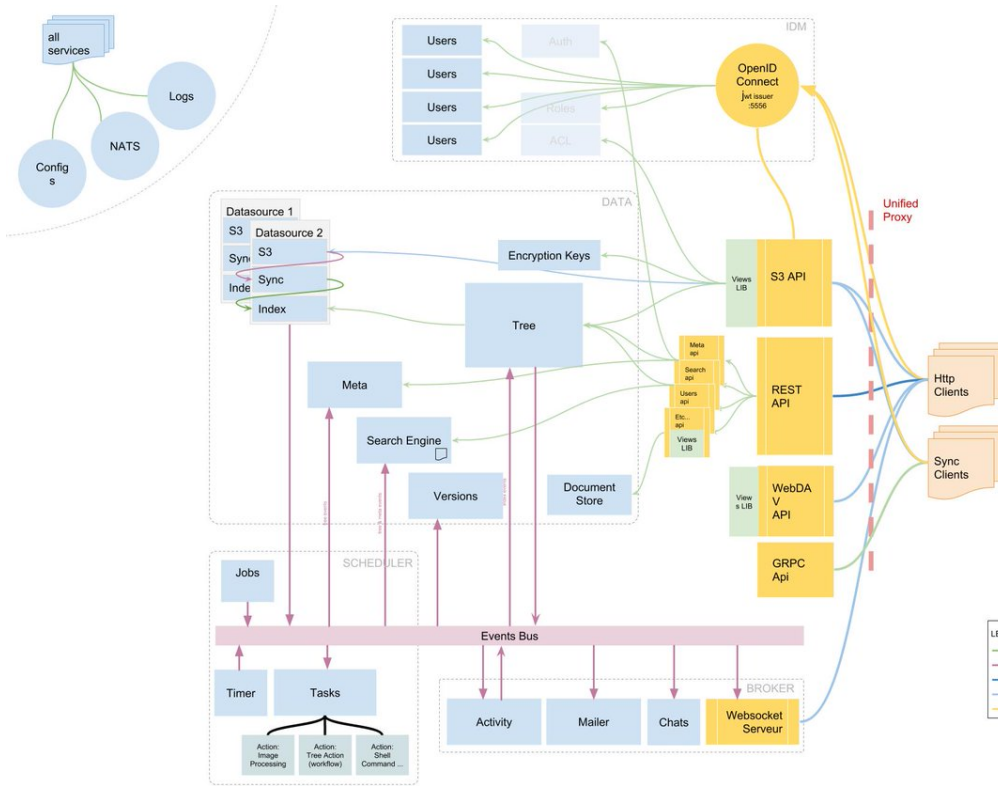 all
services
Logs
NATS
Config
s
IDM
Users
Users
Users
Users
Auth
Roles
ACL
OpenID
Connect
jwt issuer
:5556
Unified
Proxy
DATA
Datasource 1
S3
Sync
Inde
Datasource 2
S3
Sync
Index
Encryption Keys
Tree
Meta
Search Engine
Versions
Document
Store
Views
LIB
S3 API
Meta
api
Search
api
Users
api
Etc...
api
Views
LIB
REST
API
View
s LIB
WebDA
V
API
GRPC
Api
Http
Clients
Sync
Clients
SCHEDULER
Jobs
Events Bus
Timer
Tasks
Action:
Image
Processing
Action:
Tree Action
(workflow)
Action:
Shell
Command ...
BROKER
Activity
Mailer
Chats
Websocket
Serveur
LE